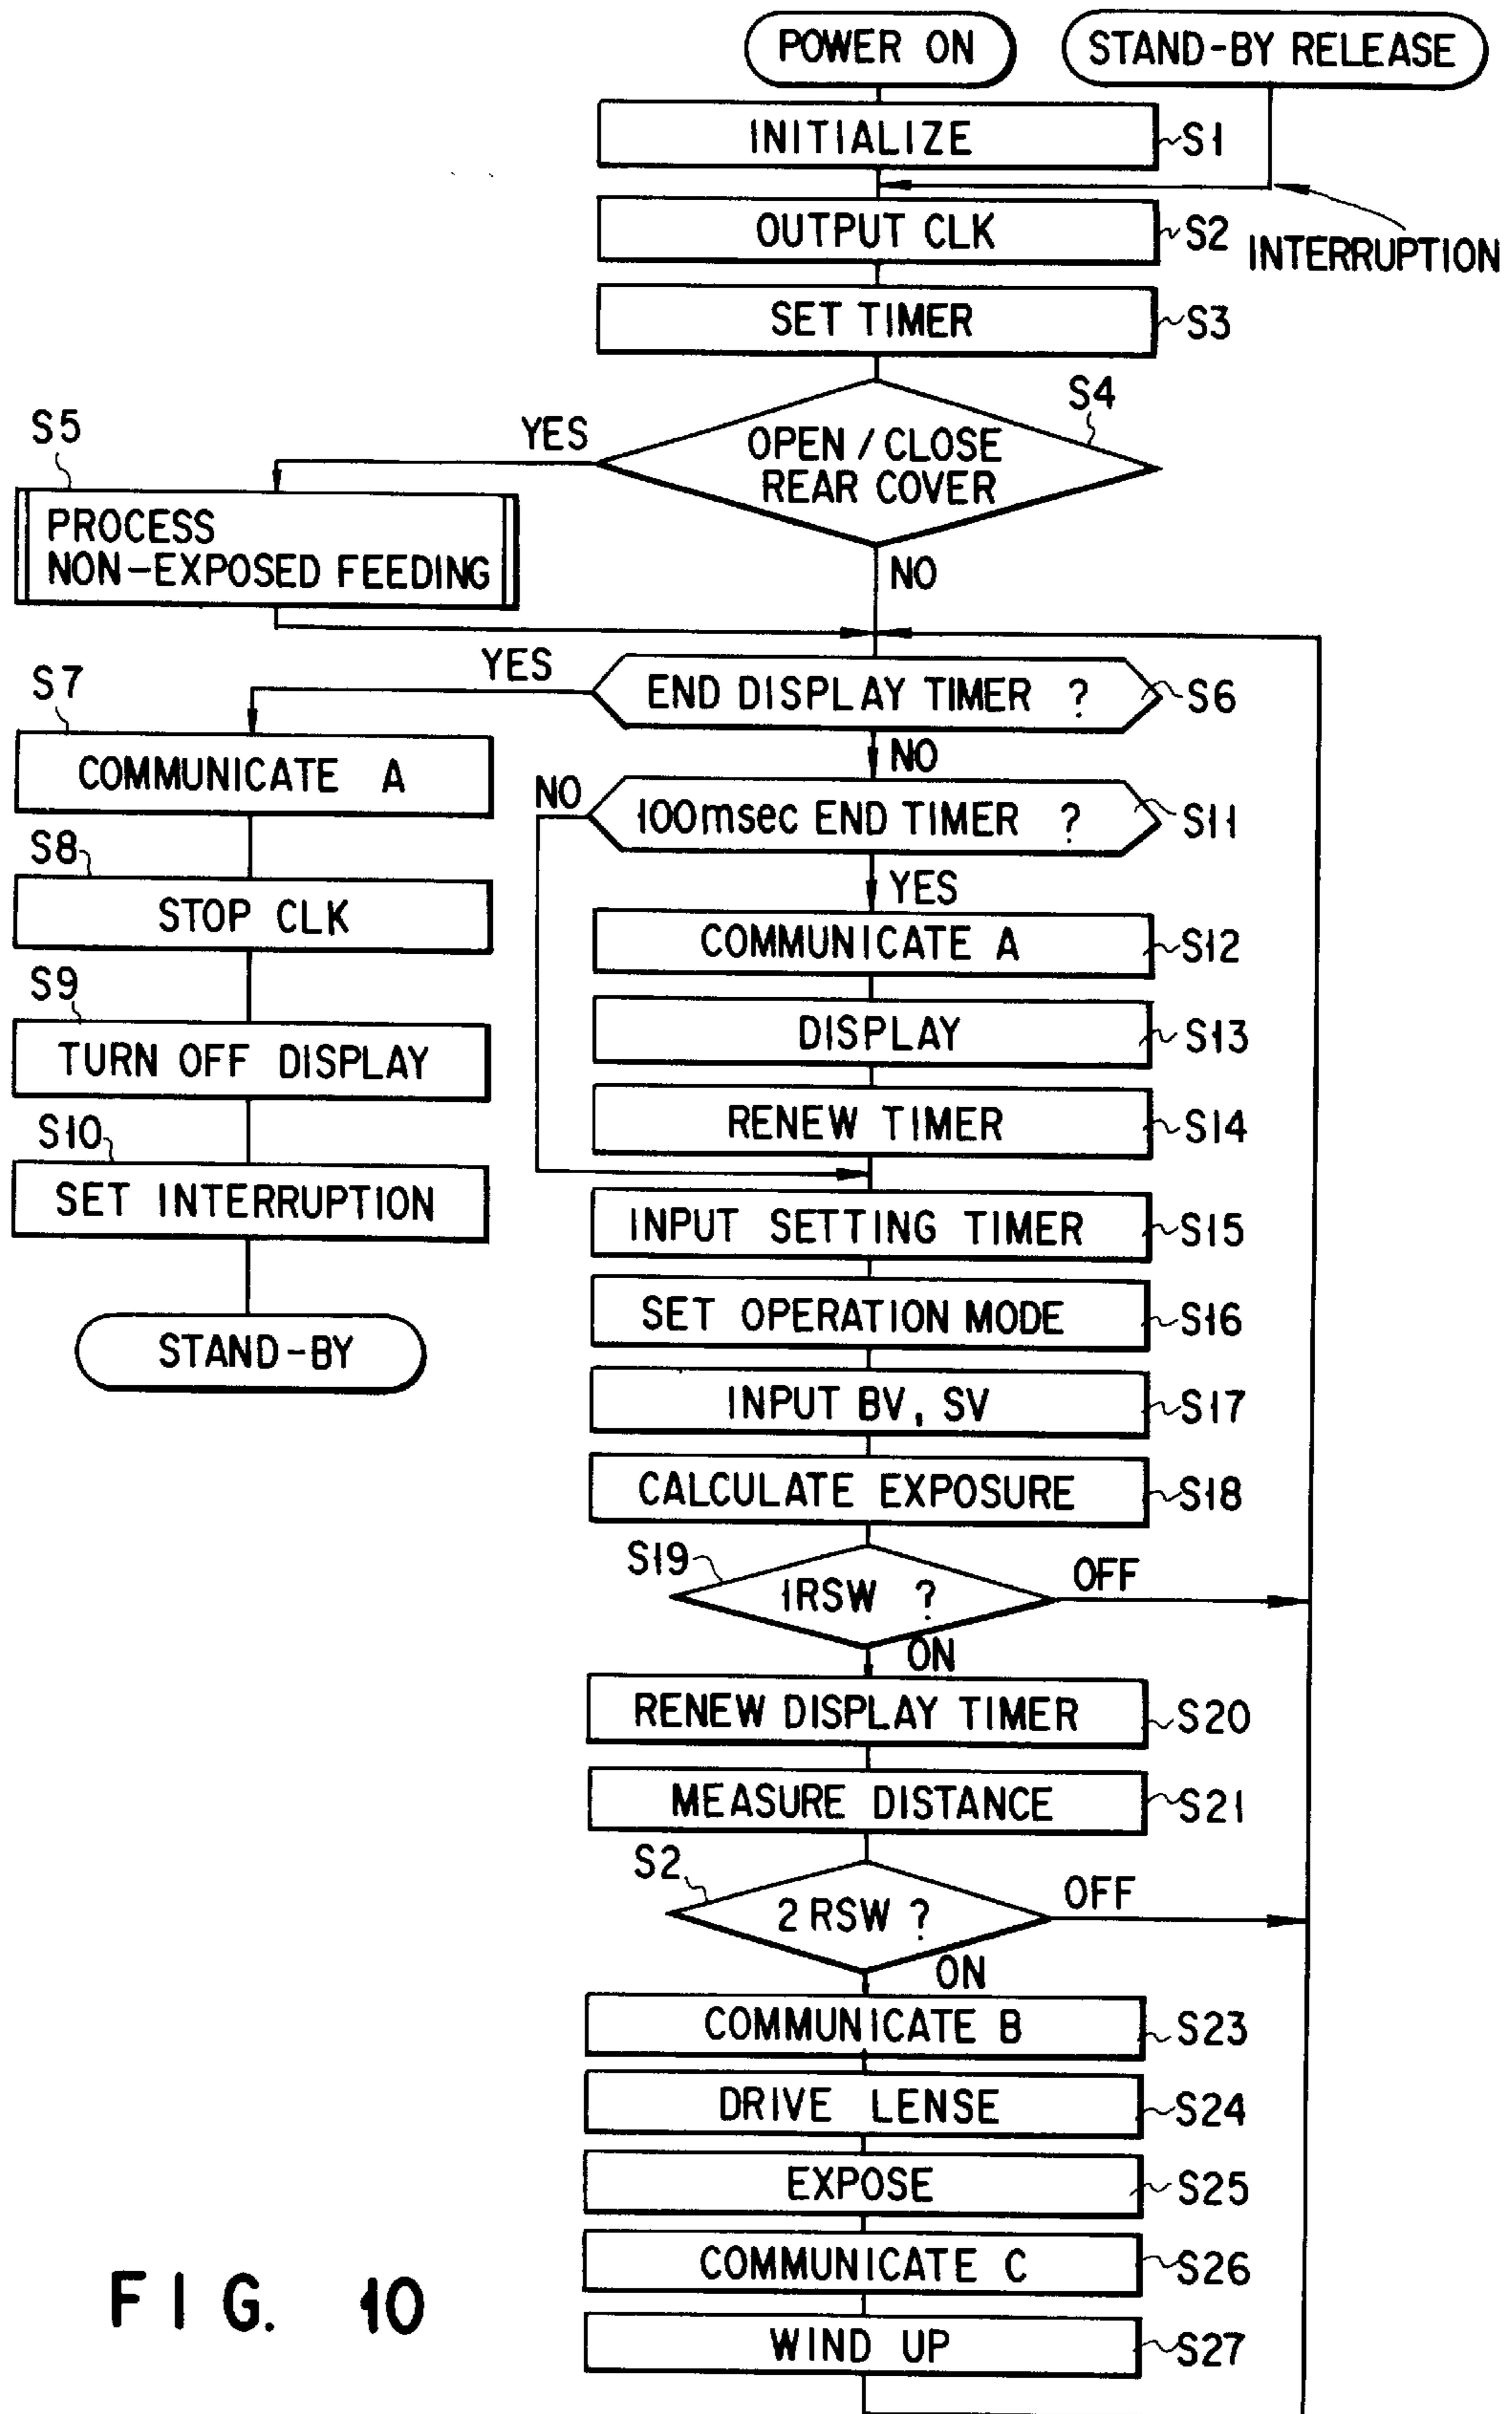 POWER ON
STAND-BY RELEASE
INITIALIZE
S1
OUTPUT CLK
S2
INTERRUPTION
SET TIMER
S3
S4
OPEN / CLOSE
REAR COVER
YES
S5
PROCESS
NON-EXPOSED FEEDING
NO
YES
END DISPLAY TIMER ?
S6
S7
COMMUNICATE A
NO
NO
100msec END TIMER ?
S11
S8
STOP CLK
YES
COMMUNICATE A
S12
S9
TURN OFF DISPLAY
DISPLAY
S13
S10
SET INTERRUPTION
RENEW TIMER
S14
INPUT SETTING TIMER
S15
STAND-BY
SET OPERATION MODE
S16
INPUT BV, SV
S17
CALCULATE EXPOSURE
S18
S19
1RSW ?
OFF
ON
RENEW DISPLAY TIMER
S20
MEASURE DISTANCE
S21
S2
2 RSW ?
OFF
ON
COMMUNICATE B
S23
DRIVE LENSE
S24
EXPOSE
S25
COMMUNICATE C
S26
WIND UP
S27
FIG. 10